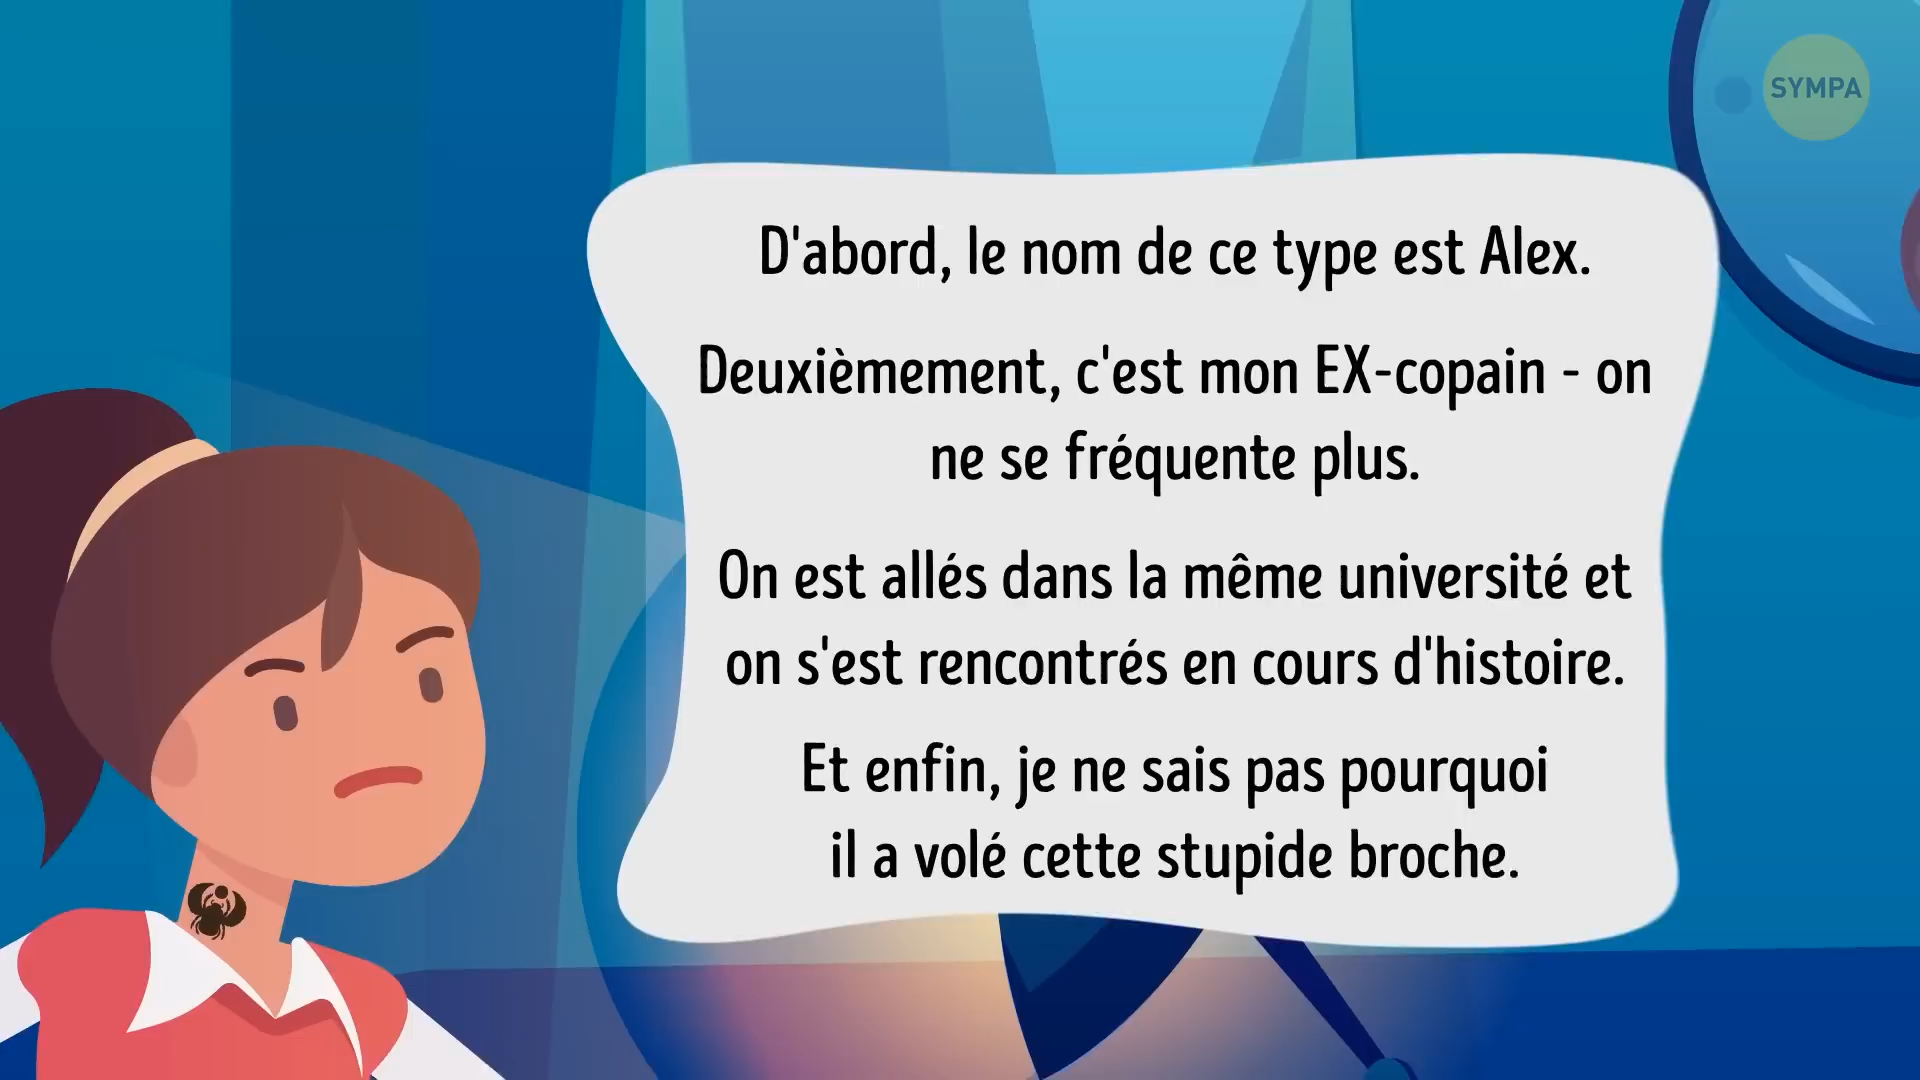 SYMPA
D'abord, le nom de ce type est Alex.
Deuxièmement, c'est mon EX-copain - on
ne se fréquente plus.
On est allés dans la même université et
on s'est rencontrés en cours d'histoire.
Et enfin, je ne sais pas pourquoi
il a volé cette stupide broche.